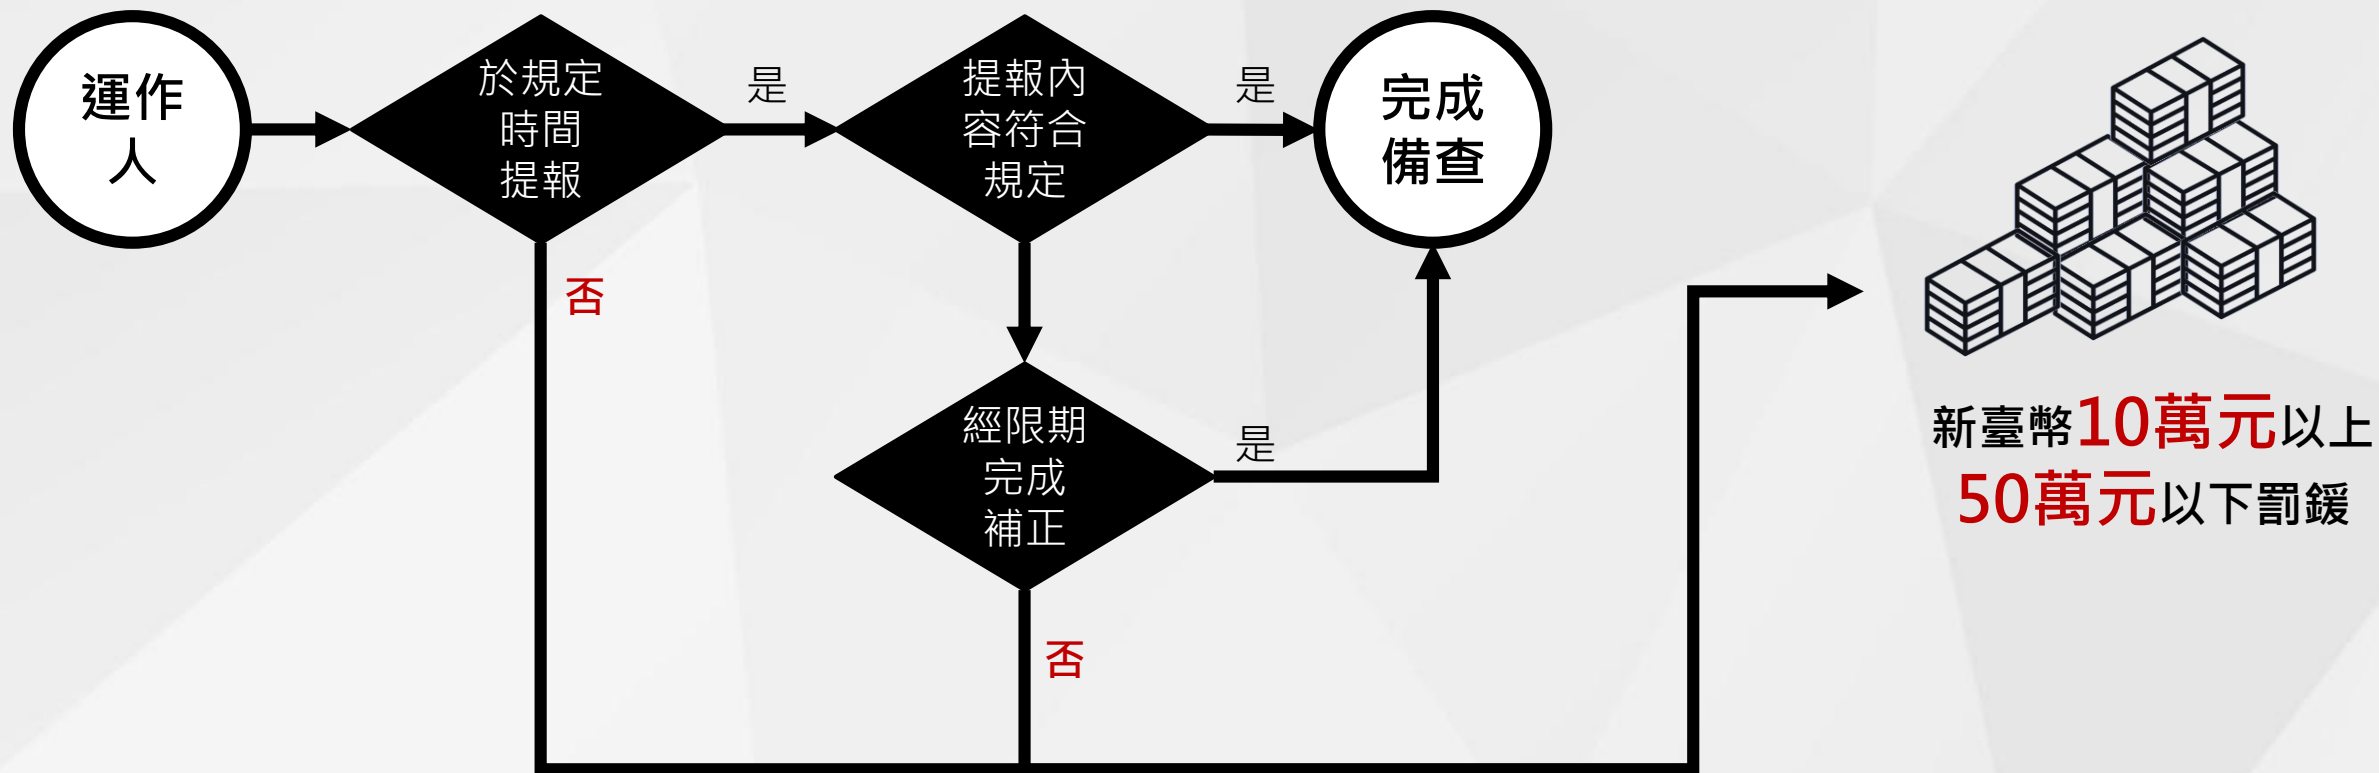 運作
人
於規定
時間
提報
是
提報內
容符合
規定
是
完成
備查
否
經限期
完成
補正
是
否
新臺幣10萬元以上
50萬元以下罰鍰